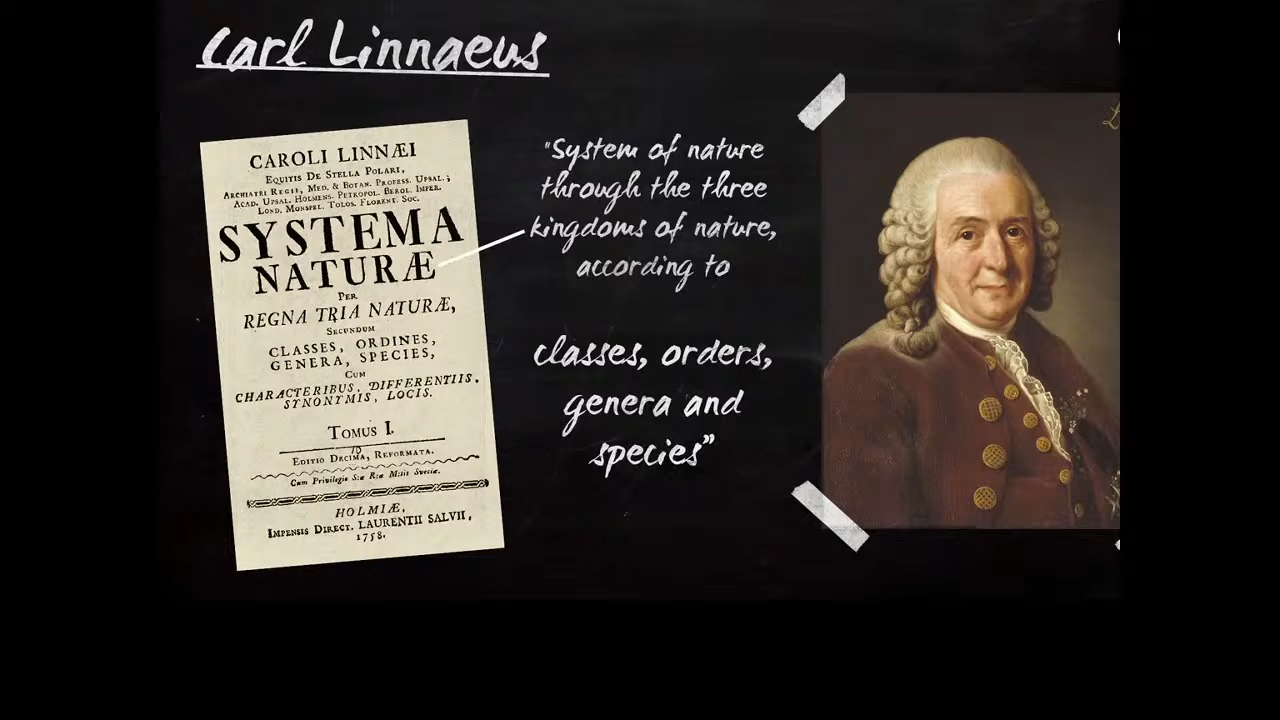 Carl Linnaeus
CAROLI LINNÆI
EQUITIS DE STELLA POLARI,
ARCHIATRI REGII, MED. & BOTAN. PROFESS. UPSAL.;
ACAD. UPSAL. HOLMENS. PETROPOL. BEROL. IMPER.
LOND. MONSPEL. TOLOS. FLORENT. SOC.
SYSTEMA
NATURÆ
PER
REGNA TRIA NATURÆ,
SECUNDUM
CLASSES, ORDINES,
GENERA, SPECIES,
CUM
CHARACTERIBUS, DIFFERENTIIS.
SYNONYMIS, LOCIS.
TOMUS I.
10
EDITIO DECIMA, REFORMATA.
Cum Privilegio S:æ R:æ M:tis Sveciæ.
HOLMIÆ,
IMPENSIS DIRECT. LAURENTII SALVII,
1758.
"System of nature
through the three
kingdoms of nature,
according to
classes, orders,
genera and
species"